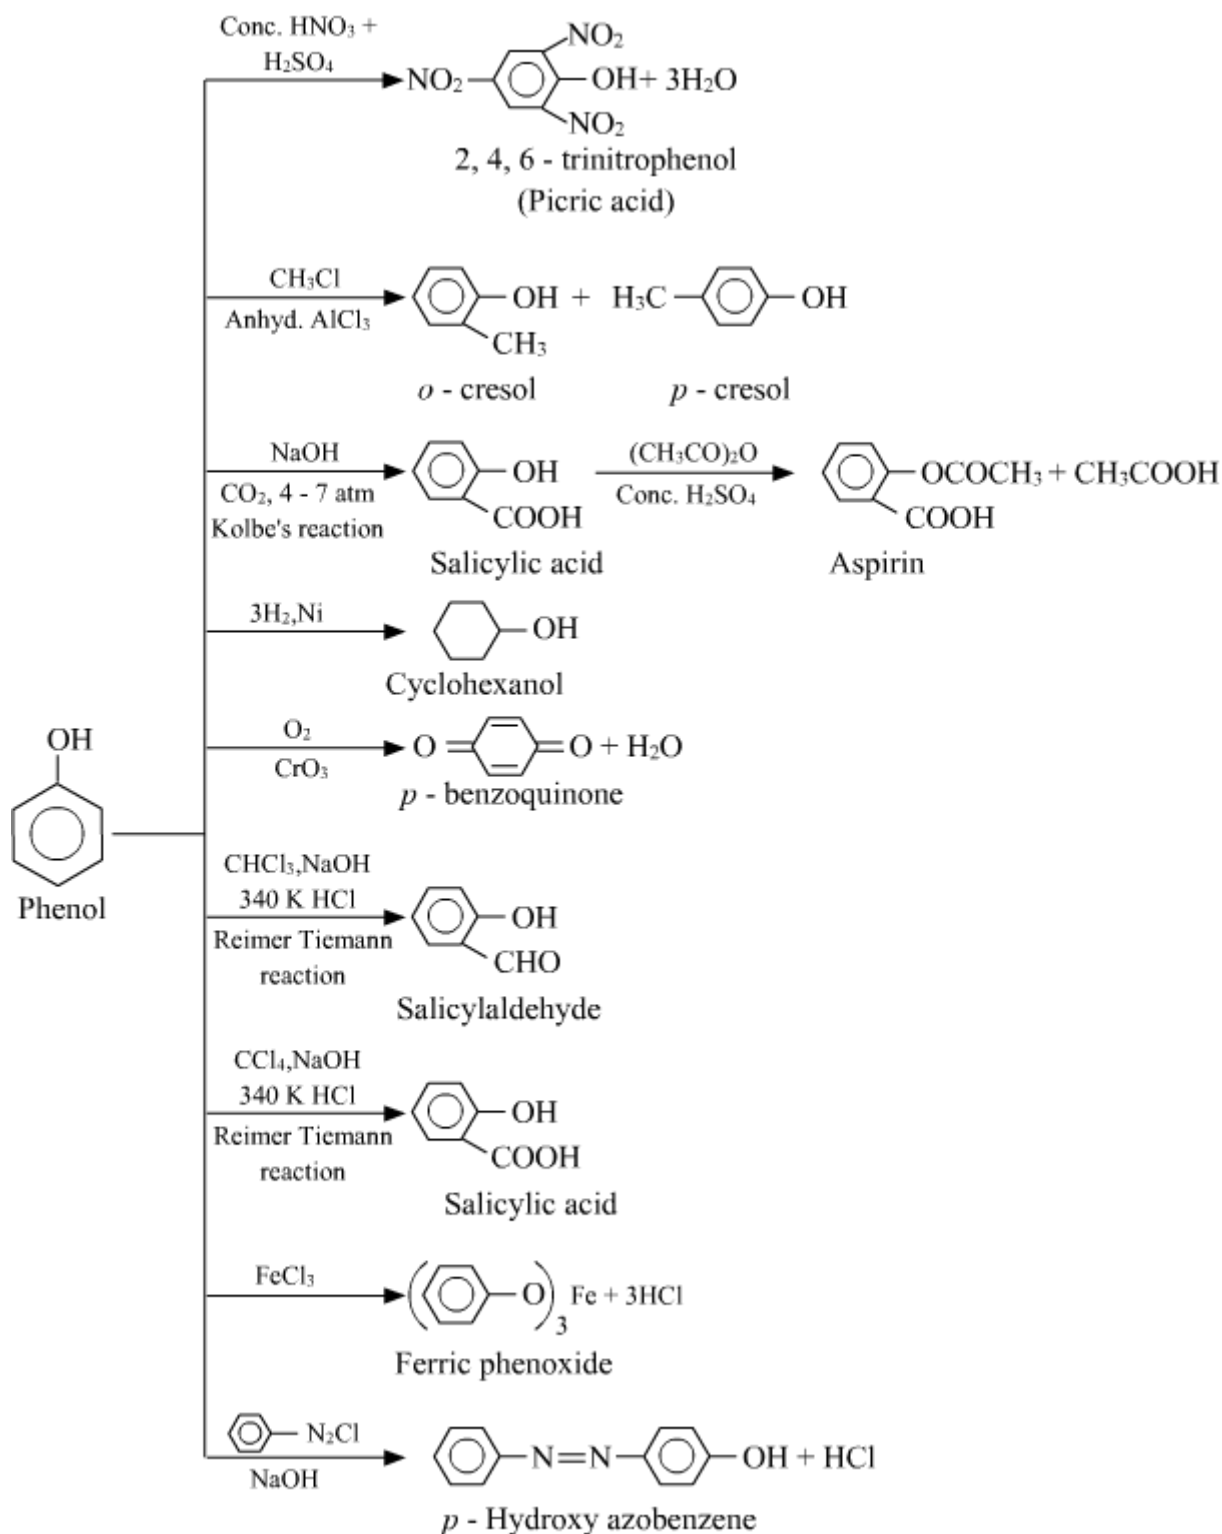 Conc. HNO₃ +
H₂SO₄
NO₂
NO₂ OH + 3H₂O
NO₂
2, 4, 6 - trinitrophenol
(Picric acid)
CH₃Cl
Anhyd. AlCl₃
OH + H₃C OH
CH₃
o - cresol p - cresol
NaOH
CO₂, 4 - 7 atm
Kolbe's reaction
OH
COOH
Salicylic acid
(CH₃CO)₂O
Conc. H₂SO₄
OCOCH₃ + CH₃COOH
COOH
Aspirin
3H₂,Ni
OH
Cyclohexanol
OH
Phenol
O₂
CrO₃
O O + H₂O
p - benzoquinone
CHCl₃,NaOH
340 K HCl
Reimer Tiemann
reaction
OH
CHO
Salicylaldehyde
CCl₄,NaOH
340 K HCl
Reimer Tiemann
reaction
OH
COOH
Salicylic acid
FeCl₃
( O )₃ Fe + 3HCl
Ferric phenoxide
N₂Cl
NaOH
N=N OH + HCl
p - Hydroxy azobenzene